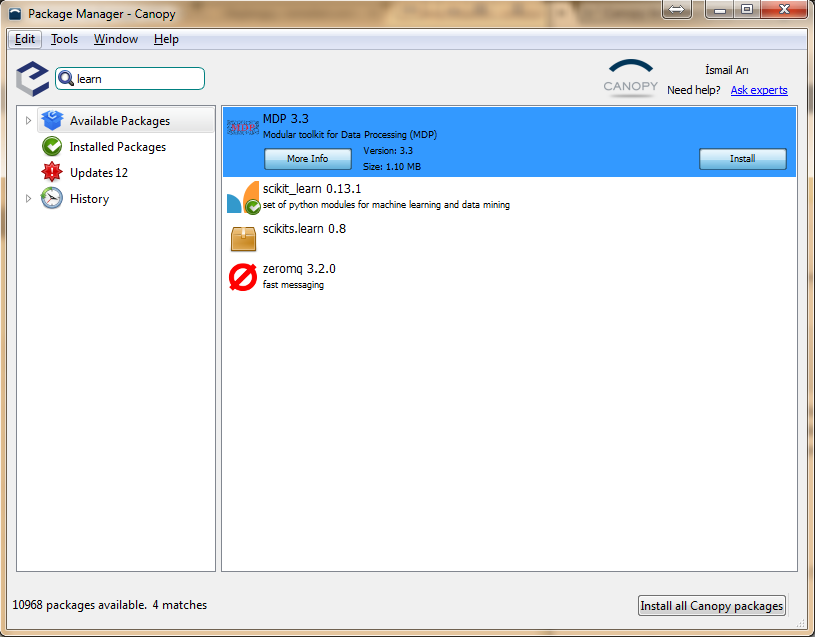 Package Manager - Canopy
Edit Tools Window Help
learn
CANOPY
İsmail Arı
Need help? Ask experts
Available Packages
Installed Packages
Updates 12
History
MDP 3.3
Modular toolkit for Data Processing (MDP)
More Info
Version: 3.3
Size: 1.10 MB
Install
scikit_learn 0.13.1
set of python modules for machine learning and data mining
scikits.learn 0.8
zeromq 3.2.0
fast messaging
10968 packages available. 4 matches
Install all Canopy packages